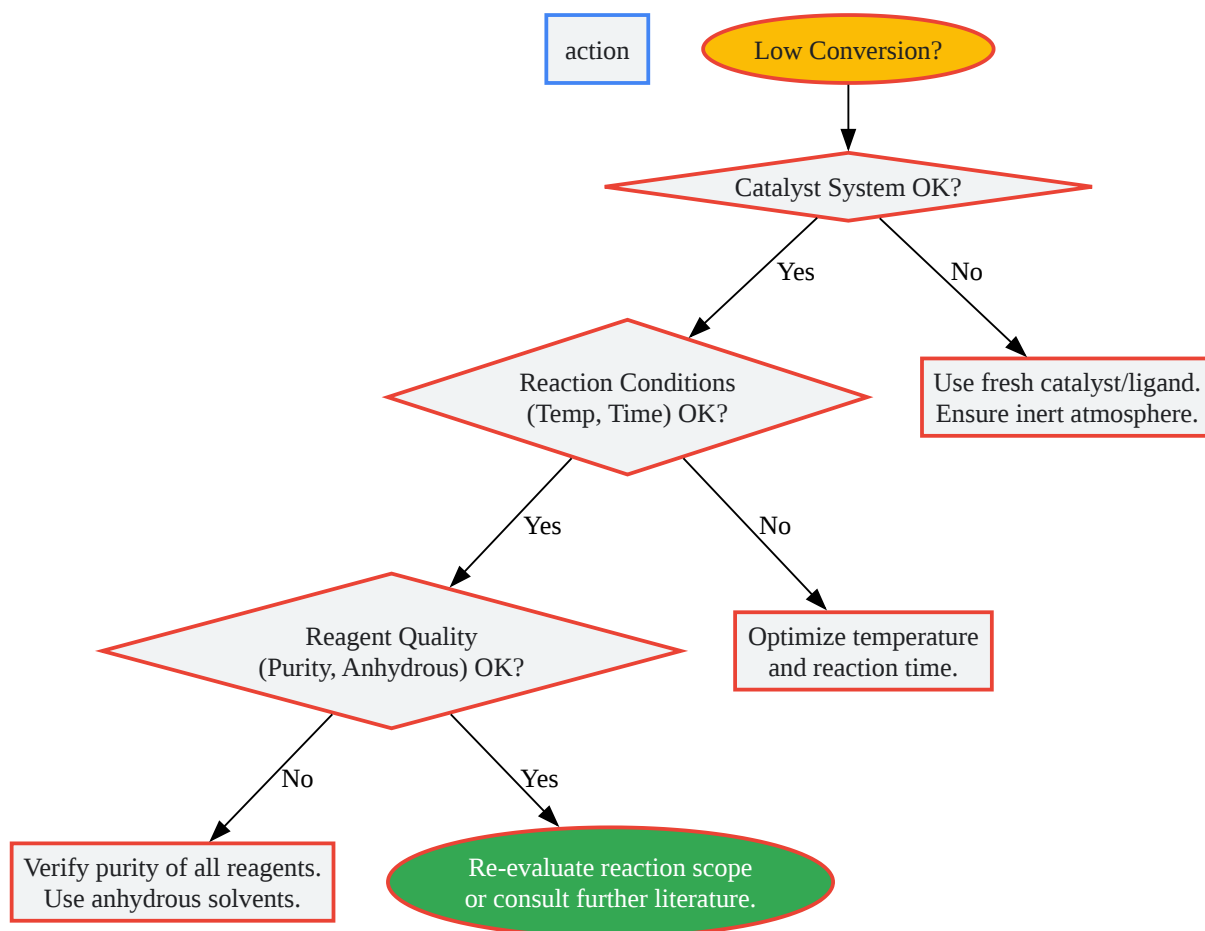 action
Low Conversion?
Catalyst System OK?
Yes
No
Reaction Conditions
(Temp, Time) OK?
Use fresh catalyst/ligand.
Ensure inert atmosphere.
Yes
No
Reagent Quality
(Purity, Anhydrous) OK?
Optimize temperature
and reaction time.
No
Yes
Verify purity of all reagents.
Use anhydrous solvents.
Re-evaluate reaction scope
or consult further literature.